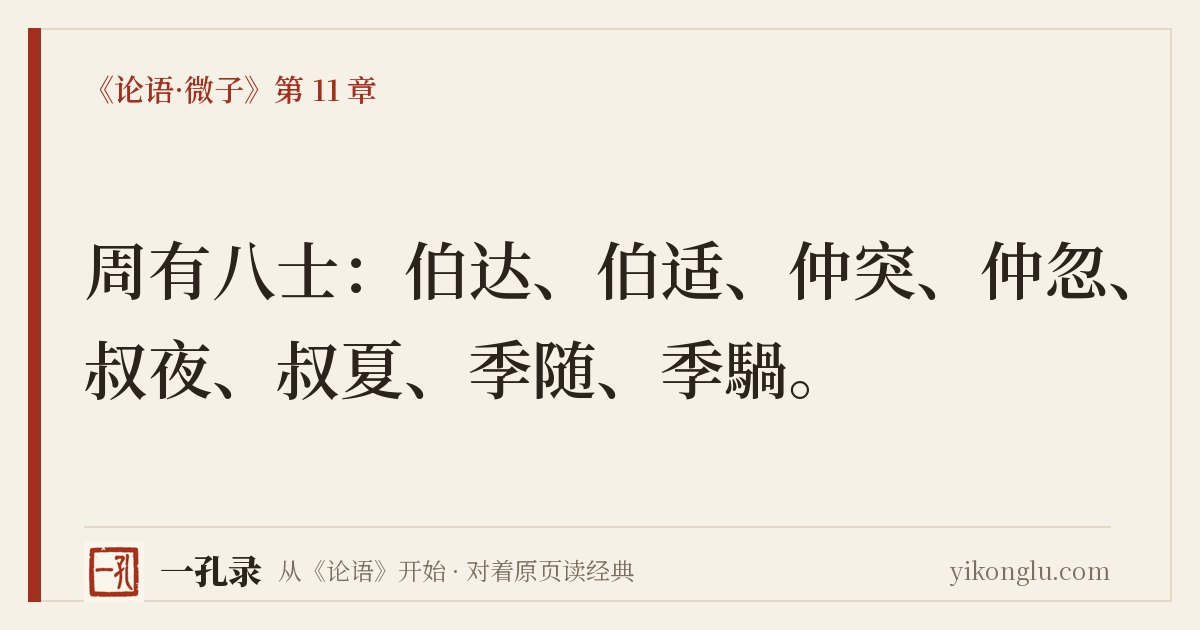 《论语·微子》第 11 章
周有八士：伯达、伯适、仲突、仲忽、
叔夜、叔夏、季随、季騧。
一孔
一孔录 从《论语》开始 · 对着原页读经典 yikonglu.com